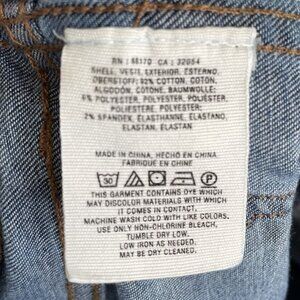 RN : 66170 CA : 32054
SHELL, VESTE, EXTERIOR, ESTERNO,
OBERSTOFF: 92% COTTON, COTON,
ALGODÓN, COTONE, BAUMWOLLE;
6% POLYESTER, POLYESTER, POLIÉSTER,
POLIESTERE, POLYESTER;
2% SPANDEX, ÉLASTHANNE, ELASTANO,
ELASTAN, ELASTAN
MADE IN CHINA, HECHO EN CHINA
FABRIQUÉ EN CHINE
30
THIS GARMENT CONTAINS DYE WHICH
MAY DISCOLOR MATERIALS WITH WHICH
IT COMES IN CONTACT.
MACHINE WASH COLD WITH LIKE COLORS.
USE ONLY NON-CHLORINE BLEACH,
TUMBLE DRY LOW.
LOW IRON AS NEEDED.
MAY BE DRY CLEANED.